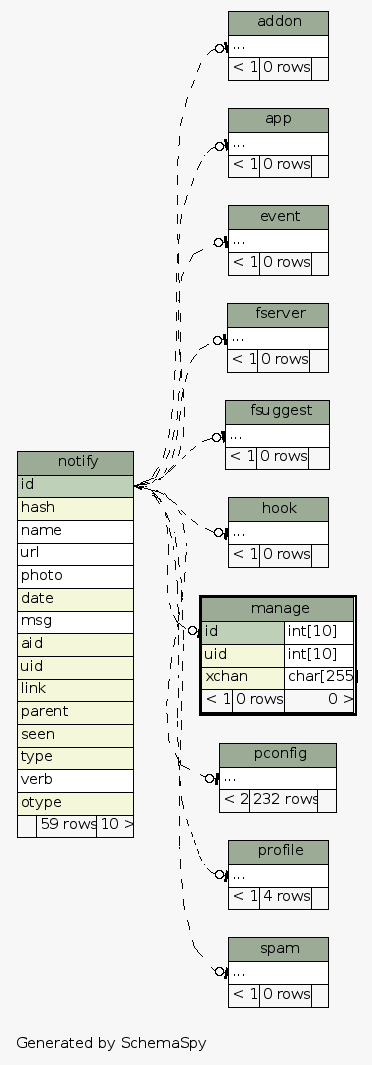 addon
...
< 1 0 rows
app
...
< 1 0 rows
event
...
< 1 0 rows
fserver
...
< 1 0 rows
fsuggest
...
< 1 0 rows
notify
id
hash
name
url
photo
date
msg
aid
uid
link
parent
seen
type
verb
otype
59 rows 10 >
hook
...
< 1 0 rows
manage
id int[10]
uid int[10]
xchan char[255]
< 1 0 rows 0 >
pconfig
...
< 2 232 rows
profile
...
< 1 4 rows
spam
...
< 1 0 rows
Generated by SchemaSpy